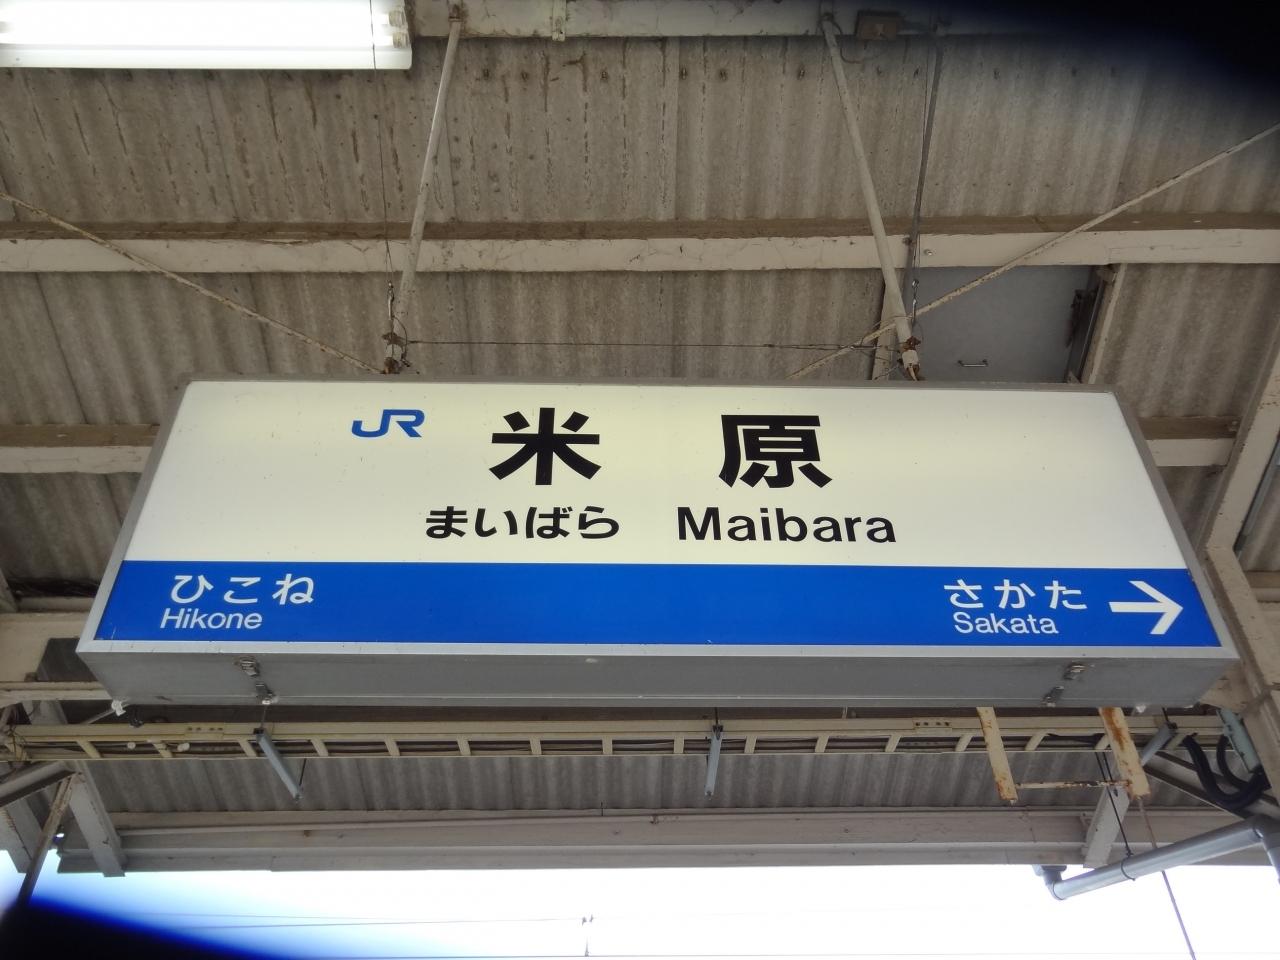 JR 米原
まいばら Maibara
ひこね
Hikone
さかた →
Sakata